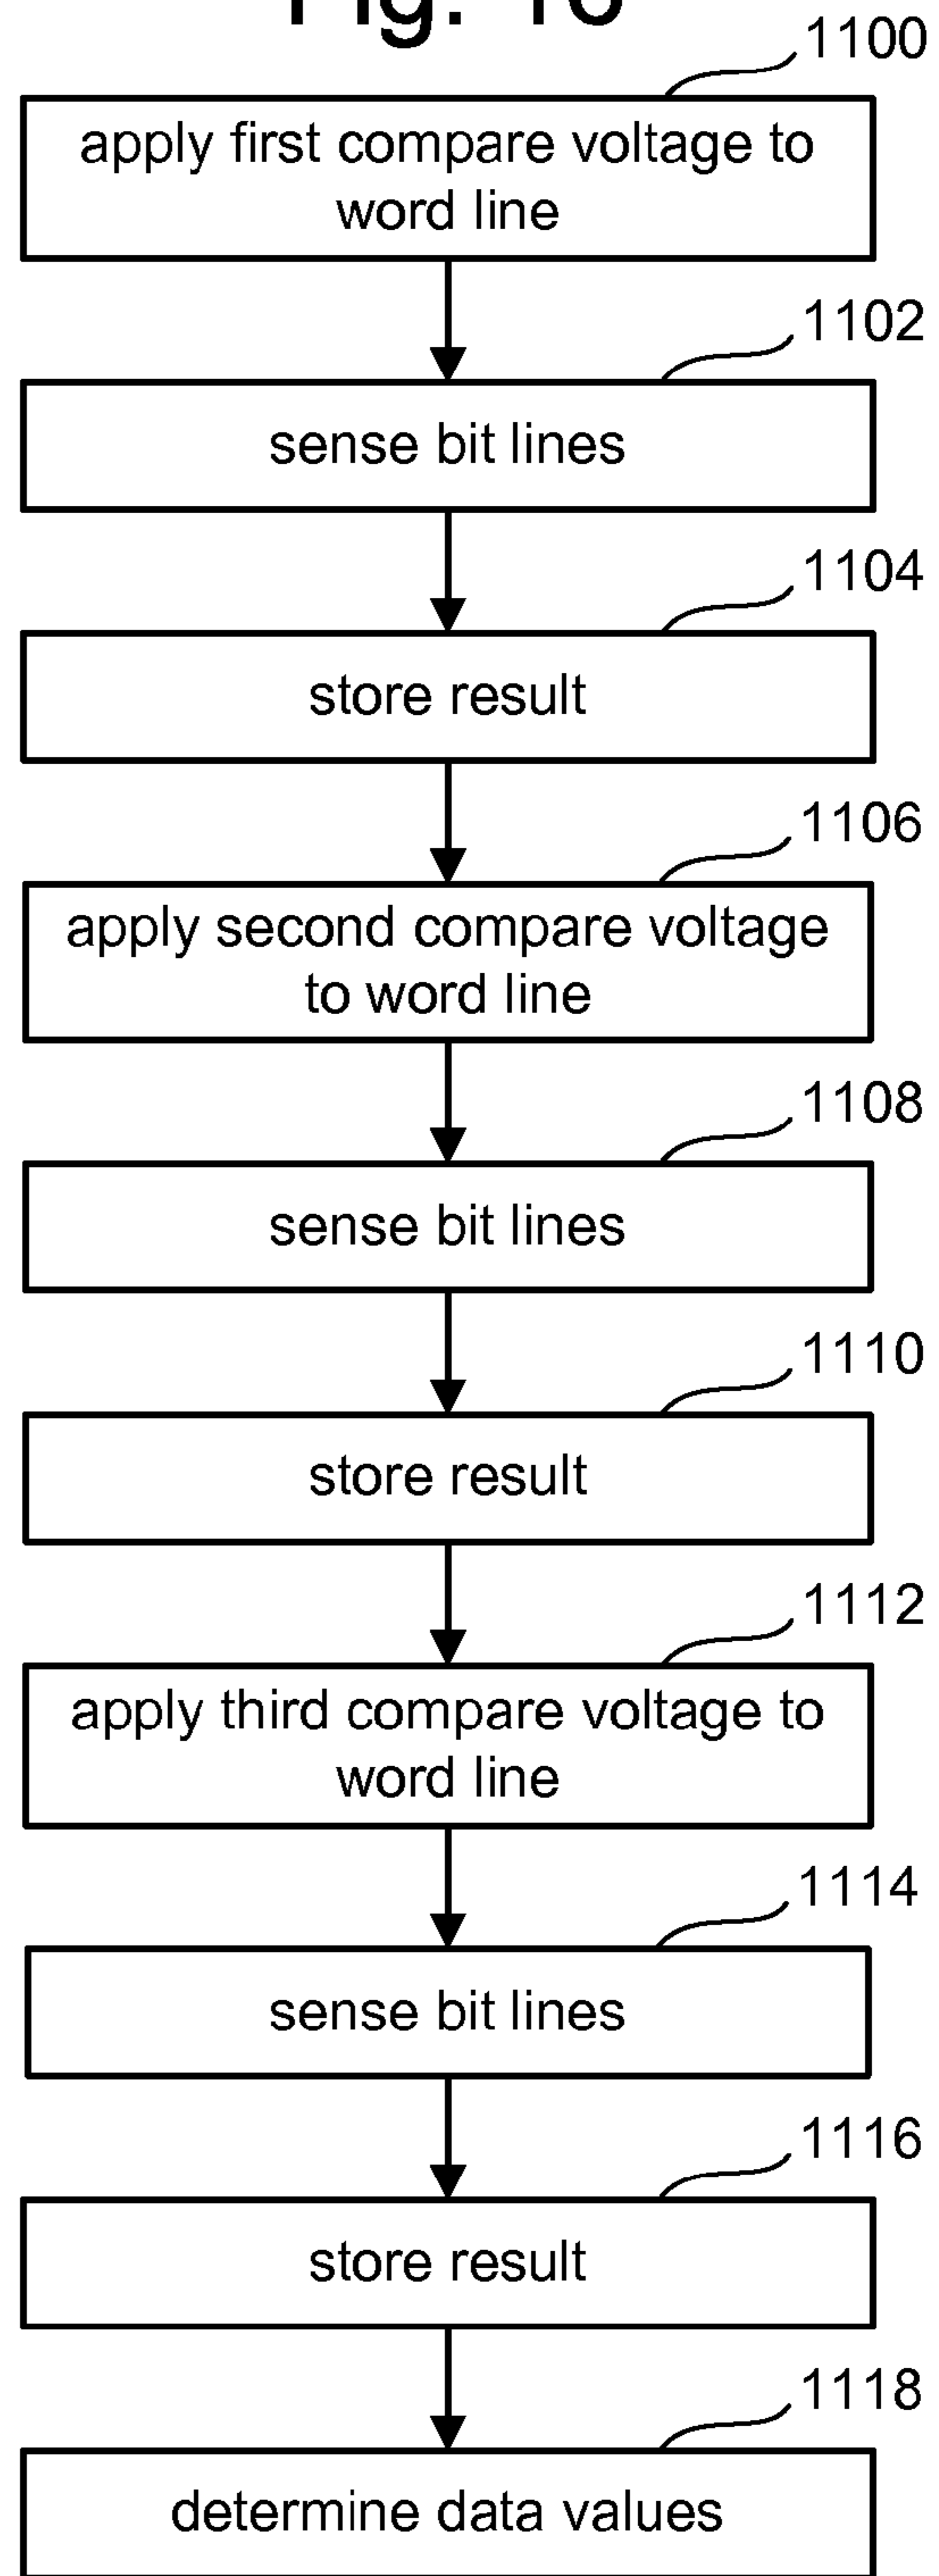 1100
apply first compare voltage to
word line
1102
sense bit lines
1104
store result
1106
apply second compare voltage
to word line
1108
sense bit lines
1110
store result
1112
apply third compare voltage to
word line
1114
sense bit lines
1116
store result
1118
determine data values